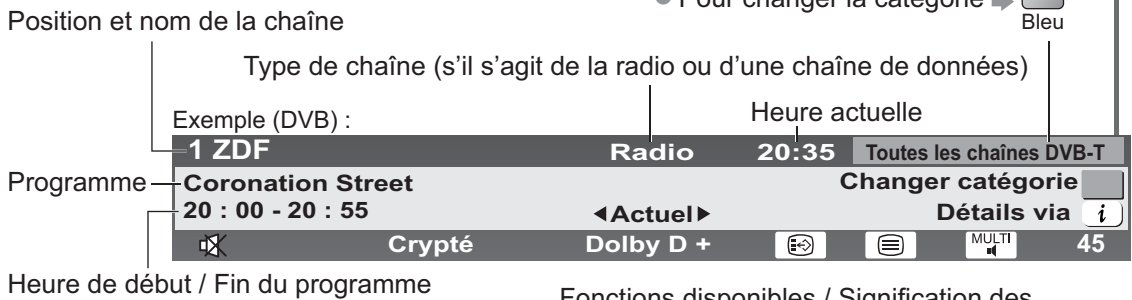 Pour changer la catégorie
Bleu
Position et nom de la chaîne
Type de chaîne (s'il s'agit de la radio ou d'une chaîne de données)
Heure actuelle
Exemple (DVB) :
1 ZDF Radio 20:35 Toutes les chaînes DVB-T
Programme Coronation Street Changer catégorie
20 : 00 - 20 : 55 ◄Actuel► Détails via i
Crypté Dolby D + MULTI 45
Heure de début / Fin du programme
Fonctions disponibles / Signification des